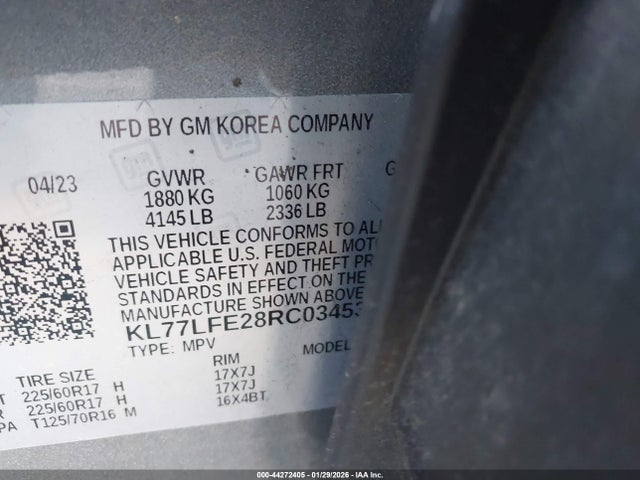 MFD BY GM KOREA COMPANY
04/23 GVWR GAWR FRT G
1880 KG 1060 KG
4145 LB 2336 LB
THIS VEHICLE CONFORMS TO AL
APPLICABLE U.S. FEDERAL MOT
VEHICLE SAFETY AND THEFT PR
STANDARDS IN EFFECT ON THE
MANUFACTURE SHOWN ABOVE
KL77LFE28RC0345
TYPE: MPV MODEL
TIRE SIZE RIM
T 225/60R17 H 17X7J
R 225/60R17 H 17X7J
PA T125/70R16 M 16X4BT
000-44272405 | 01/29/2026 | IAA Inc.